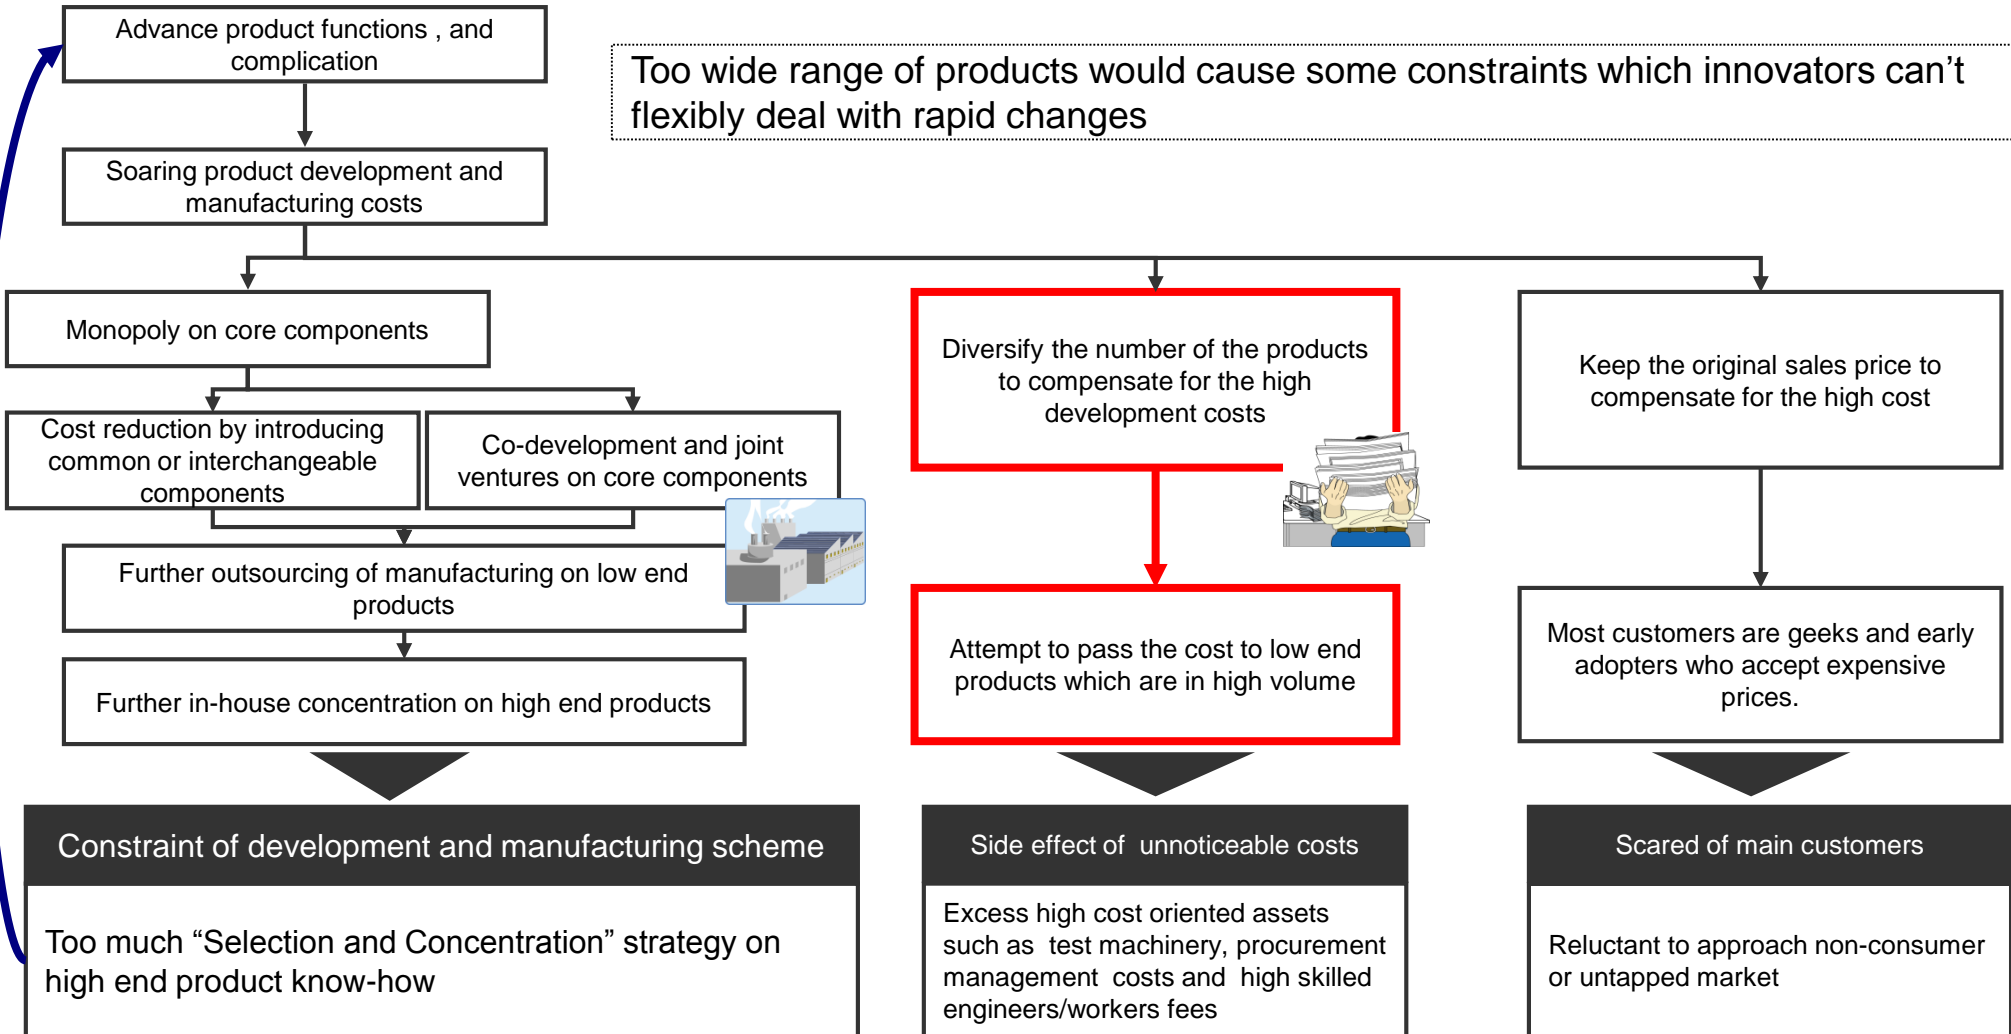 Advance product functions , and
complication
Too wide range of products would cause some constraints which innovators can’t
flexibly deal with rapid changes
Soaring product development and
manufacturing costs
Monopoly on core components
Cost reduction by introducing
common or interchangeable
components
Co-development and joint
ventures on core components
Further outsourcing of manufacturing on low end
products
Further in-house concentration on high end products
Diversify the number of the products
to compensate for the high
development costs
Attempt to pass the cost to low end
products which are in high volume
Keep the original sales price to
compensate for the high cost
Most customers are geeks and early
adopters who accept expensive
prices.
Constraint of development and manufacturing scheme
Too much “Selection and Concentration” strategy on
high end product know-how
Side effect of  unnoticeable costs
Excess high cost oriented assets
such as  test machinery, procurement
management  costs and  high skilled
engineers/workers fees
Scared of main customers
Reluctant to approach non-consumer
or untapped market